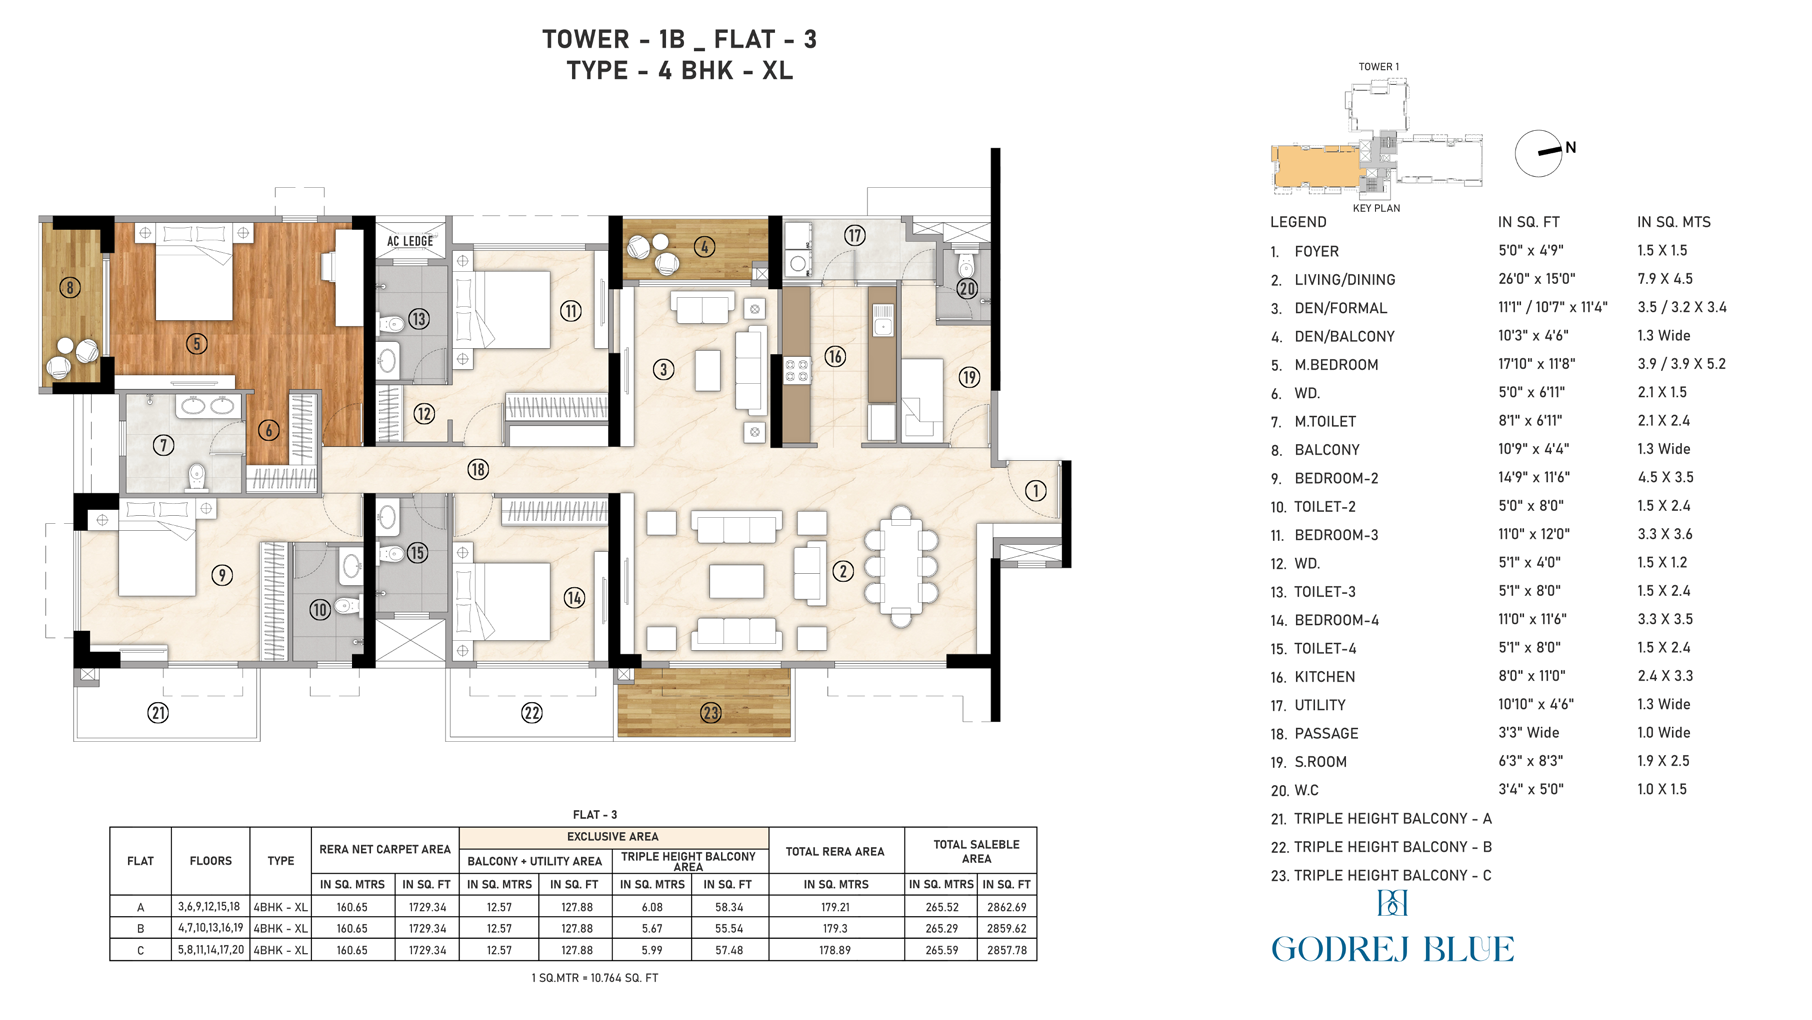 TOWER - 1B _ FLAT - 3
TYPE - 4 BHK - XL
TOWER 1
N
KEY PLAN
LEGEND IN SQ. FT IN SQ. MTS
1. FOYER 5'0" x 4'9" 1.5 X 1.5
2. LIVING/DINING 26'0" x 15'0" 7.9 X 4.5
3. DEN/FORMAL 11'1" / 10'7" x 11'4" 3.5 / 3.2 X 3.4
4. DEN/BALCONY 10'3" x 4'6" 1.3 Wide
5. M.BEDROOM 17'10" x 11'8" 3.9 / 3.9 X 5.2
6. WD. 5'0" x 6'11" 2.1 X 1.5
7. M.TOILET 8'1" x 6'11" 2.1 X 2.4
8. BALCONY 10'9" x 4'4" 1.3 Wide
9. BEDROOM-2 14'9" x 11'6" 4.5 X 3.5
10. TOILET-2 5'0" x 8'0" 1.5 X 2.4
11. BEDROOM-3 11'0" x 12'0" 3.3 X 3.6
12. WD. 5'1" x 4'0" 1.5 X 1.2
13. TOILET-3 5'1" x 8'0" 1.5 X 2.4
14. BEDROOM-4 11'0" x 11'6" 3.3 X 3.5
15. TOILET-4 5'1" x 8'0" 1.5 X 2.4
16. KITCHEN 8'0" x 11'0" 2.4 X 3.3
17. UTILITY 10'10" x 4'6" 1.3 Wide
18. PASSAGE 3'3" Wide 1.0 Wide
19. S.ROOM 6'3" x 8'3" 1.9 X 2.5
20. W.C 3'4" x 5'0" 1.0 X 1.5
21. TRIPLE HEIGHT BALCONY - A
22. TRIPLE HEIGHT BALCONY - B
23. TRIPLE HEIGHT BALCONY - C
GODREJ BLUE
AC LEDGE
17
4
8
20
11
13
5
16
3
19
12
6
7
18
1
15
2
9
14
10
21
22
23
FLAT - 3
FLAT FLOORS TYPE RERA NET CARPET AREA EXCLUSIVE AREA TOTAL RERA AREA TOTAL SALEBLE AREA
BALCONY + UTILITY AREA TRIPLE HEIGHT BALCONY AREA
IN SQ. MTRS IN SQ. FT IN SQ. MTRS IN SQ. FT IN SQ. MTRS IN SQ. FT IN SQ. MTRS IN SQ. MTRS IN SQ. FT
A 3,6,9,12,15,18 4BHK - XL 160.65 1729.34 12.57 127.88 6.08 58.34 179.21 265.52 2862.69
B 4,7,10,13,16,19 4BHK - XL 160.65 1729.34 12.57 127.88 5.67 55.54 179.3 265.29 2859.62
C 5,8,11,14,17,20 4BHK - XL 160.65 1729.34 12.57 127.88 5.99 57.48 178.89 265.59 2857.78
1 SQ.MTR = 10.764 SQ. FT